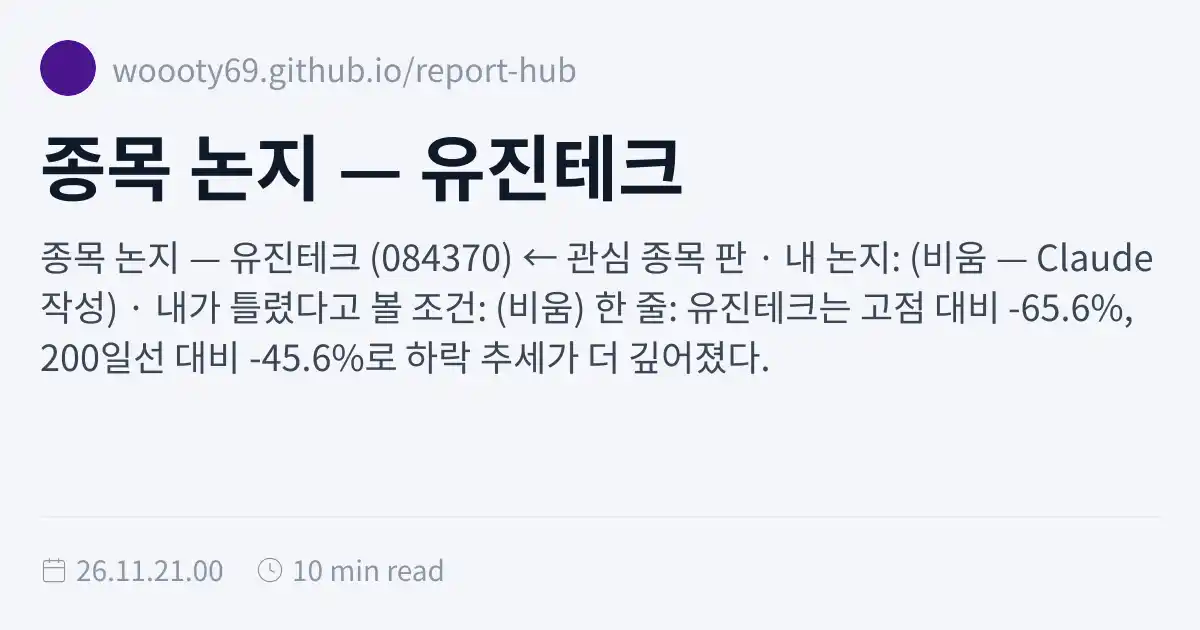 woooty69.github.io/report-hub
종목 논지 — 유진테크
종목 논지 — 유진테크 (084370) ← 관심 종목 판 · 내 논지: (비움 — Claude
작성) · 내가 틀렸다고 볼 조건: (비움) 한 줄: 유진테크는 고점 대비 -65.6%,
200일선 대비 -45.6%로 하락 추세가 더 깊어졌다.
26.11.21.00 10 min read